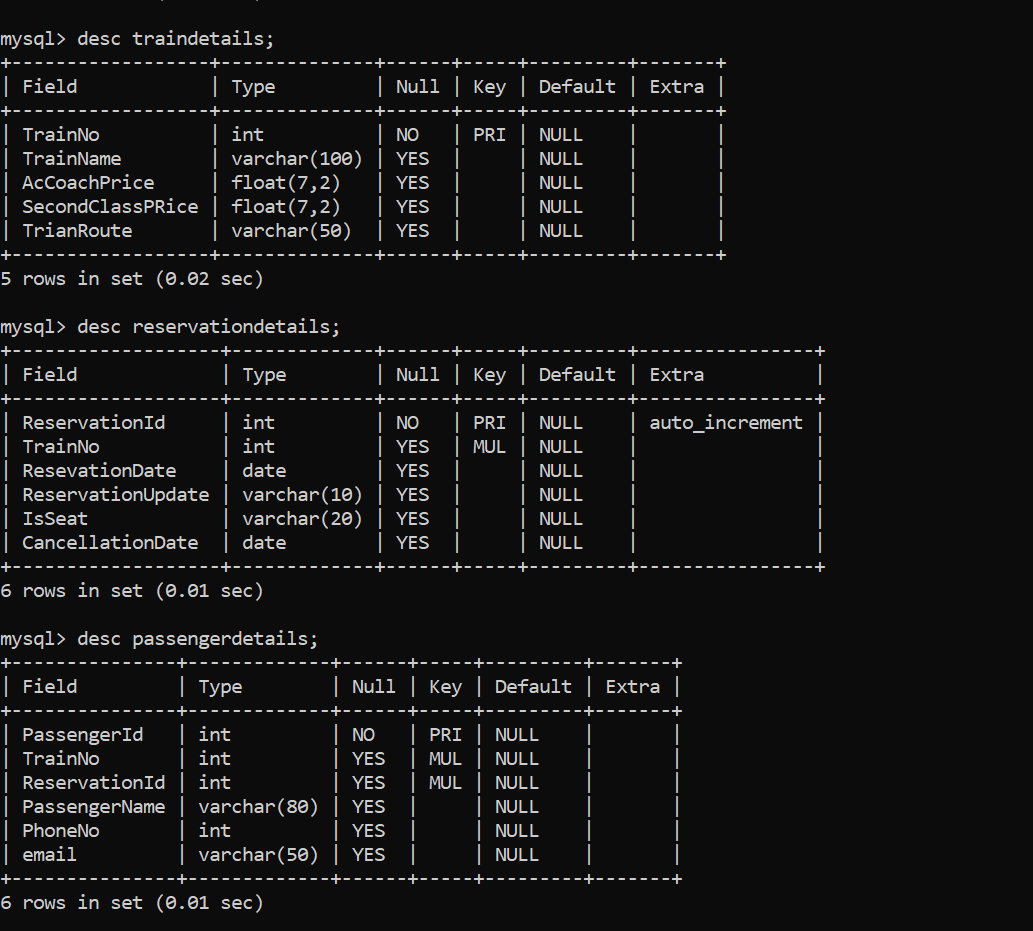 mysql> desc traindetails;
+------------------+--------------+------+-----+---------+-------+
| Field            | Type         | Null | Key | Default | Extra |
+------------------+--------------+------+-----+---------+-------+
| TrainNo          | int          | NO   | PRI | NULL    |       |
| TrainName        | varchar(100) | YES  |     | NULL    |       |
| AcCoachPrice     | float(7,2)   | YES  |     | NULL    |       |
| SecondClassPRice | float(7,2)   | YES  |     | NULL    |       |
| TrianRoute       | varchar(50)  | YES  |     | NULL    |       |
+------------------+--------------+------+-----+---------+-------+
5 rows in set (0.02 sec)
mysql> desc reservationdetails;
+-------------------+-------------+------+-----+---------+----------------+
| Field             | Type        | Null | Key | Default | Extra          |
+-------------------+-------------+------+-----+---------+----------------+
| ReservationId     | int         | NO   | PRI | NULL    | auto_increment |
| TrainNo           | int         | YES  | MUL | NULL    |                |
| ResevationDate    | date        | YES  |     | NULL    |                |
| ReservationUpdate | varchar(10) | YES  |     | NULL    |                |
| IsSeat            | varchar(20) | YES  |     | NULL    |                |
| CancellationDate  | date        | YES  |     | NULL    |                |
+-------------------+-------------+------+-----+---------+----------------+
6 rows in set (0.01 sec)
mysql> desc passengerdetails;
+---------------+-------------+------+-----+---------+-------+
| Field         | Type        | Null | Key | Default | Extra |
+---------------+-------------+------+-----+---------+-------+
| PassengerId   | int         | NO   | PRI | NULL    |       |
| TrainNo       | int         | YES  | MUL | NULL    |       |
| ReservationId | int         | YES  | MUL | NULL    |       |
| PassengerName | varchar(80) | YES  |     | NULL    |       |
| PhoneNo       | int         | YES  |     | NULL    |       |
| email         | varchar(50) | YES  |     | NULL    |       |
+---------------+-------------+------+-----+---------+-------+
6 rows in set (0.01 sec)